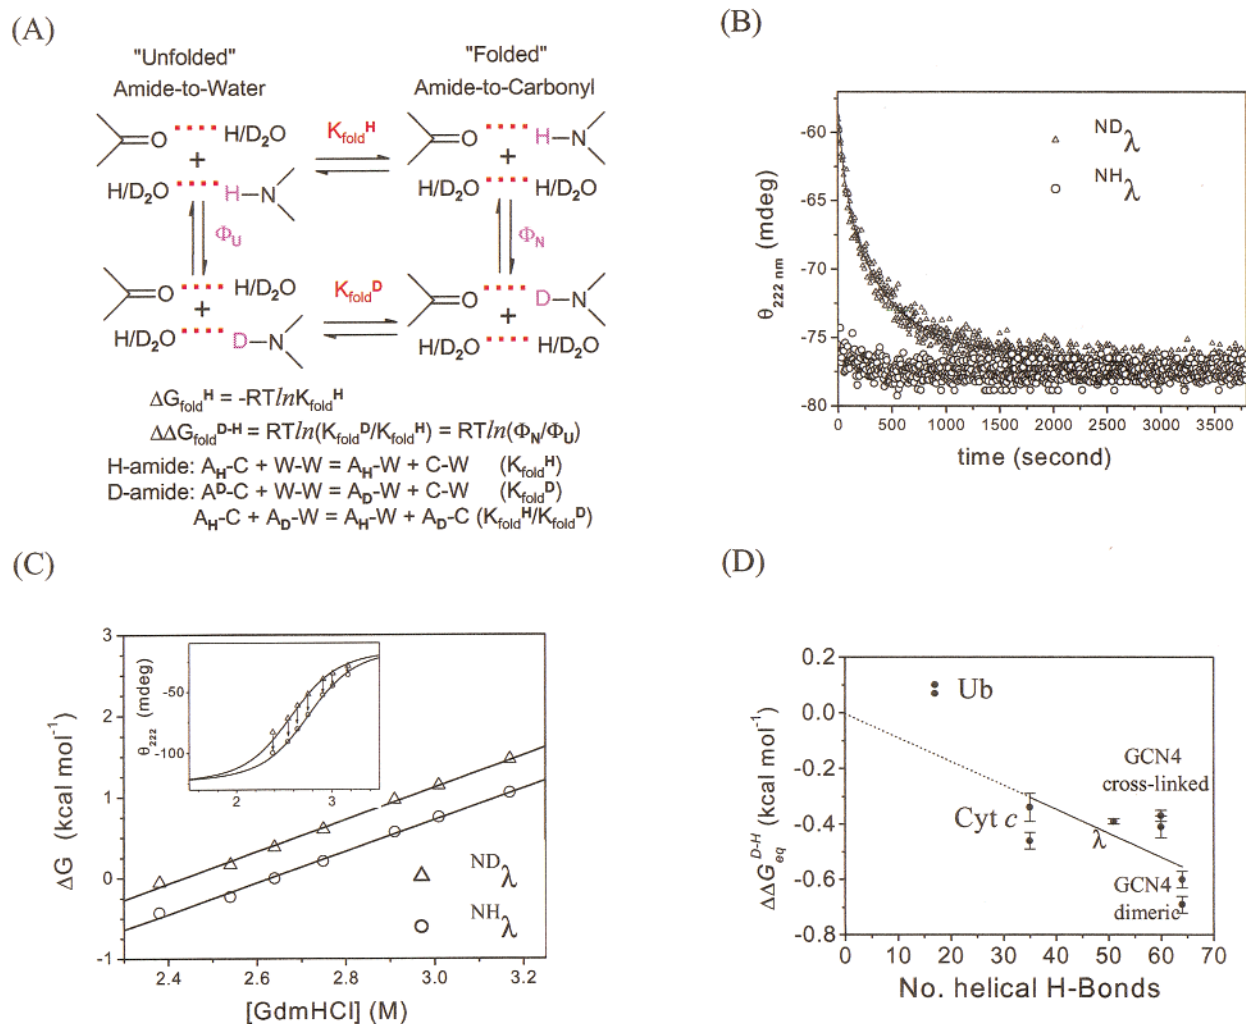 (A)
"Unfolded"
Amide-to-Water
"Folded"
Amide-to-Carbonyl
O H/D₂O
+
H/D₂O H–N
K_fold^H
O H–N
+
H/D₂O H/D₂O
Φ_U
Φ_N
O H/D₂O
+
H/D₂O D–N
K_fold^D
O D–N
+
H/D₂O H/D₂O
ΔG_fold^H = -RTlnK_fold^H
ΔΔG_fold^D-H = RTln(K_fold^D/K_fold^H) = RTln(Φ_N/Φ_U)
H-amide: A_H-C + W-W = A_H-W + C-W (K_fold^H)
D-amide: A^D-C + W-W = A_D-W + C-W (K_fold^D)
A_H-C + A_D-W = A_H-W + A_D-C (K_fold^H/K_fold^D)
(B)
-60
-65
-70
-75
-80
θ_222 nm (mdeg)
ND λ
NH λ
0 500 1000 1500 2000 2500 3000 3500
time (second)
(C)
3
2
1
0
-1
ΔG (kcal mol⁻¹)
-50
-100
θ_222 (mdeg)
2 3
ND λ
NH λ
2.4 2.6 2.8 3.0 3.2
[GdmHCl] (M)
(D)
0.2
0.0
-0.2
-0.4
-0.6
-0.8
ΔΔG_eq^D-H (kcal mol⁻¹)
Ub
Cyt c
λ
GCN4
cross-linked
GCN4
dimeric
0 10 20 30 40 50 60 70
No. helical H-Bonds